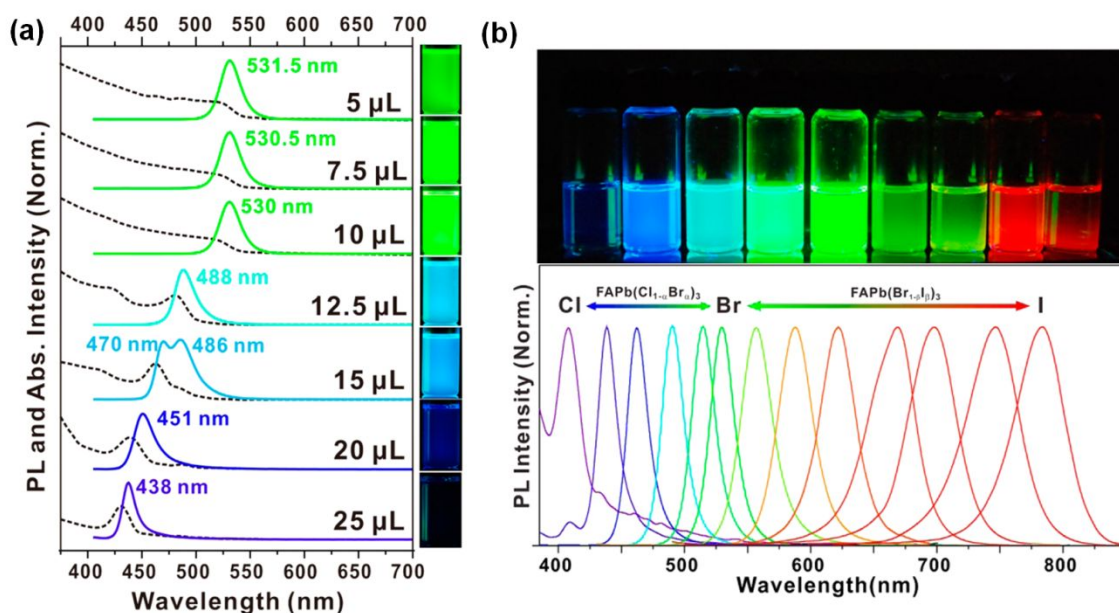 (a)
400 450 500 550 600 650 700
PL and Abs. Intensity (Norm.)
531.5 nm
5 µL
530.5 nm
7.5 µL
530 nm
10 µL
488 nm
12.5 µL
470 nm 486 nm
15 µL
451 nm
20 µL
438 nm
25 µL
400 450 500 550 600 650 700
Wavelength (nm)
(b)
FAPb(Cl1-αBrα)3 FAPb(Br1-βIβ)3
Cl Br I
PL Intensity (Norm.)
400 500 600 700 800
Wavelength(nm)